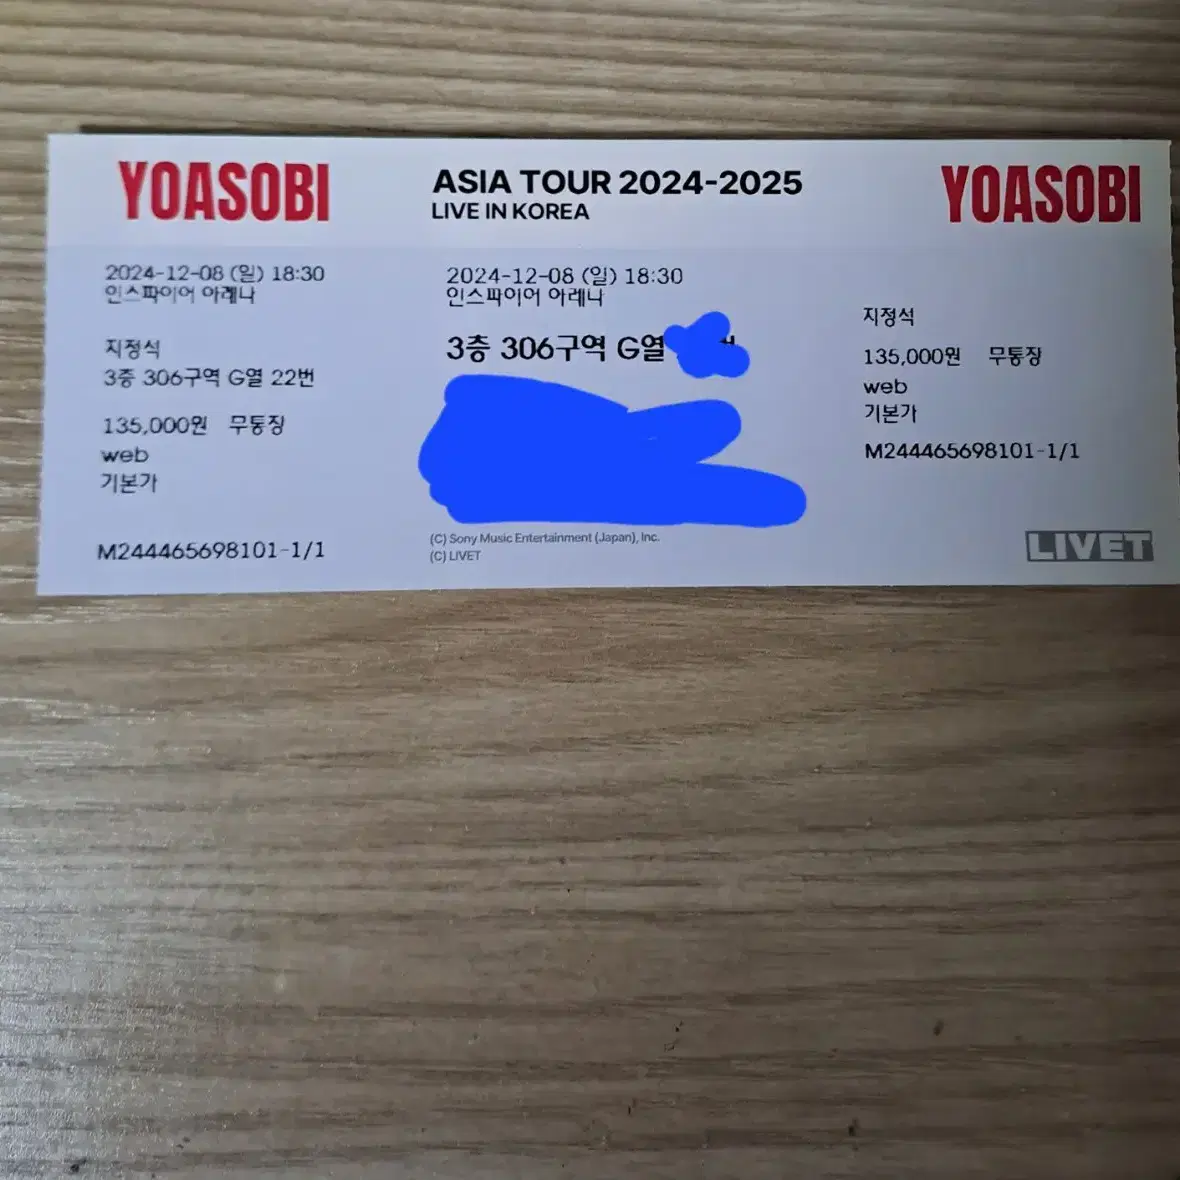 YOASOBI
2024-12-08 (일) 18:30
인스파이어 아레나
지정석
3층 306구역 G열 22번
135,000원 무통장
web
기본가
M244465698101-1/1
ASIA TOUR 2024-2025
LIVE IN KOREA
2024-12-08 (일) 18:30
인스파이어 아레나
3층 306구역 G열
(C) Sony Music Entertainment (Japan), Inc.
(C) LIVET
YOASOBI
지정석
135,000원 무통장
web
기본가
M244465698101-1/1
LIVET